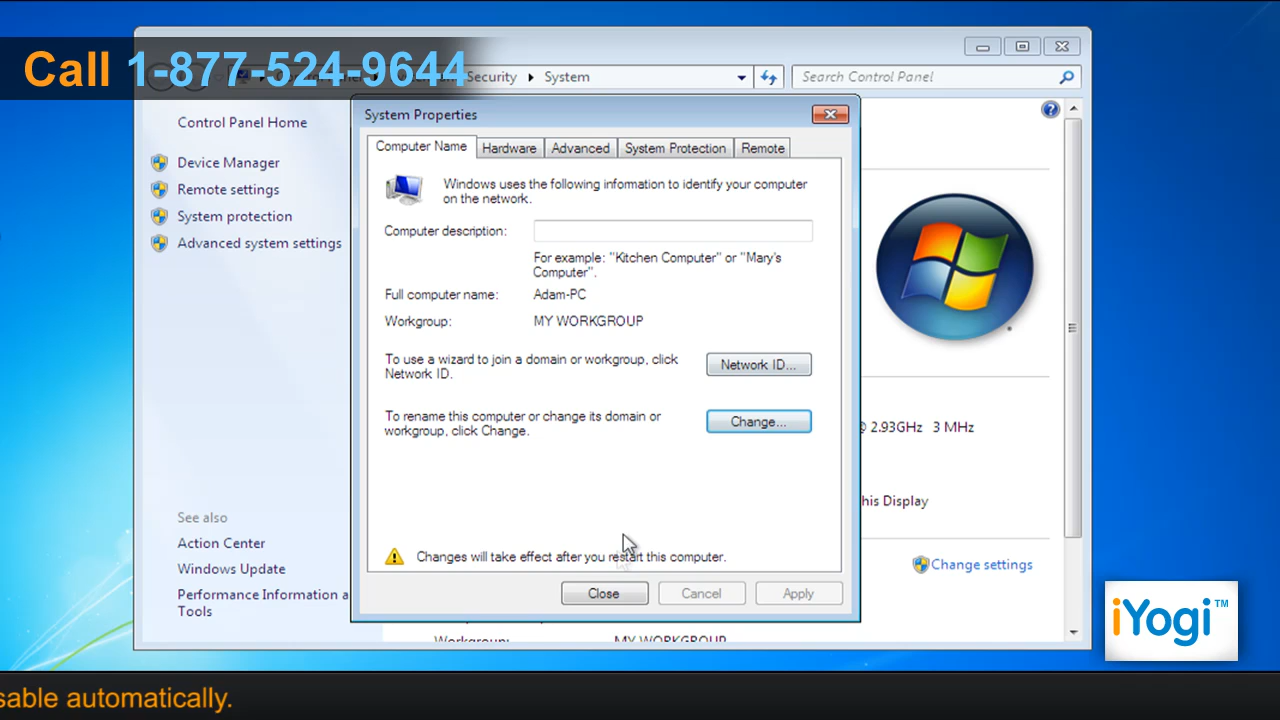 Call 1-877-524-9644
Security ▸ System
Search Control Panel
Control Panel Home
Device Manager
Remote settings
System protection
Advanced system settings
See also
Action Center
Windows Update
Performance Information a
Tools
System Properties
Computer Name
Hardware
Advanced
System Protection
Remote
Windows uses the following information to identify your computer
on the network.
Computer description:
For example: "Kitchen Computer" or "Mary's
Computer".
Full computer name: Adam-PC
Workgroup: MY WORKGROUP
To use a wizard to join a domain or workgroup, click
Network ID.
Network ID...
To rename this computer or change its domain or
workgroup, click Change.
Change...
Changes will take effect after you restart this computer.
Close
Cancel
Apply
@ 2.93GHz 3 MHz
his Display
Change settings
Workgroup: MY WORKGROUP
iYogi™
sable automatically.